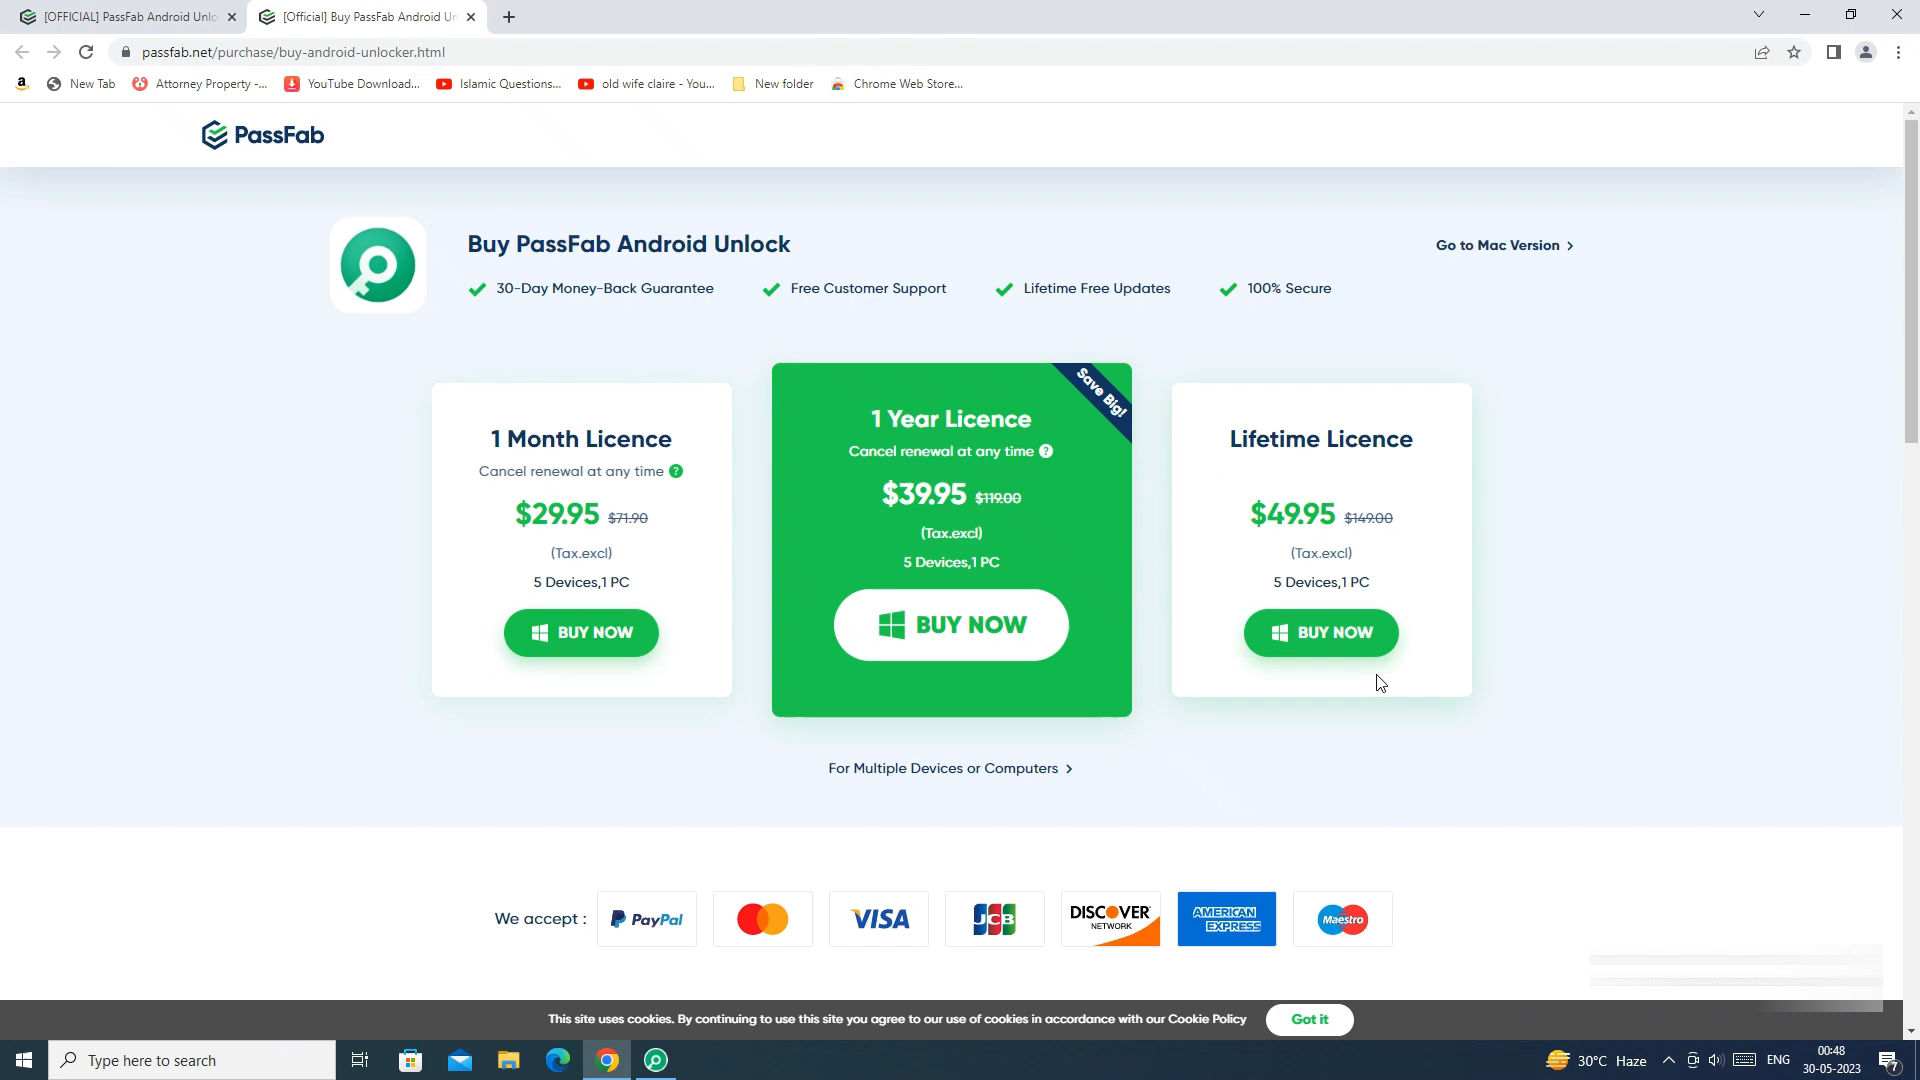 [OFFICIAL] PassFab Android Unlo
[Official] Buy PassFab Android Un
passfab.net/purchase/buy-android-unlocker.html
New Tab
Attorney Property -...
YouTube Download...
Islamic Questions...
old wife claire - You...
New folder
Chrome Web Store...
PassFab
Buy PassFab Android Unlock
Go to Mac Version >
30-Day Money-Back Guarantee
Free Customer Support
Lifetime Free Updates
100% Secure
1 Month Licence
Cancel renewal at any time ?
$29.95 $71.90
(Tax.excl)
5 Devices,1 PC
BUY NOW
Save Big!
1 Year Licence
Cancel renewal at any time ?
$39.95 $119.00
(Tax.excl)
5 Devices,1 PC
BUY NOW
Lifetime Licence
$49.95 $149.00
(Tax.excl)
5 Devices,1 PC
BUY NOW
For Multiple Devices or Computers >
We accept :
PayPal
VISA
JCB
DISCOVER
NETWORK
AMERICAN
EXPRESS
Maestro
This site uses cookies. By continuing to use this site you agree to our use of cookies in accordance with our Cookie Policy
Got it
Type here to search
30°C Haze
ENG
00:48
30-05-2023
7